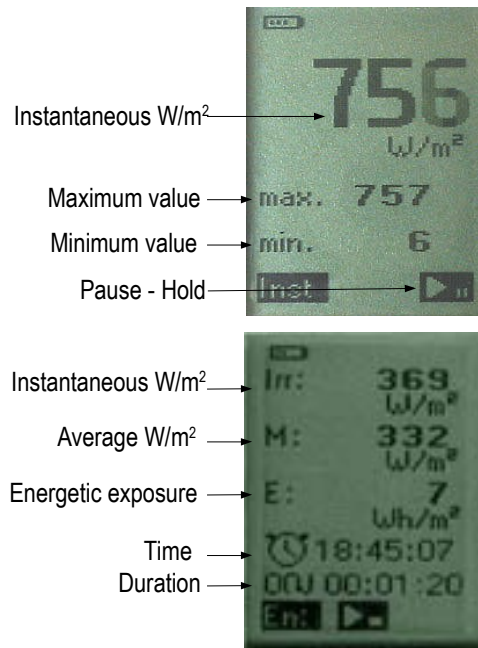 Instantaneous W/m²
756
W/m²
Maximum value
max. 757
Minimum value
min. 6
Pause - Hold
Inst
Instantaneous W/m²
Irr: 369
W/m²
Average W/m²
M: 332
W/m²
Energetic exposure
E: 7
Wh/m²
Time
18:45:07
Duration
00:01:20
En: